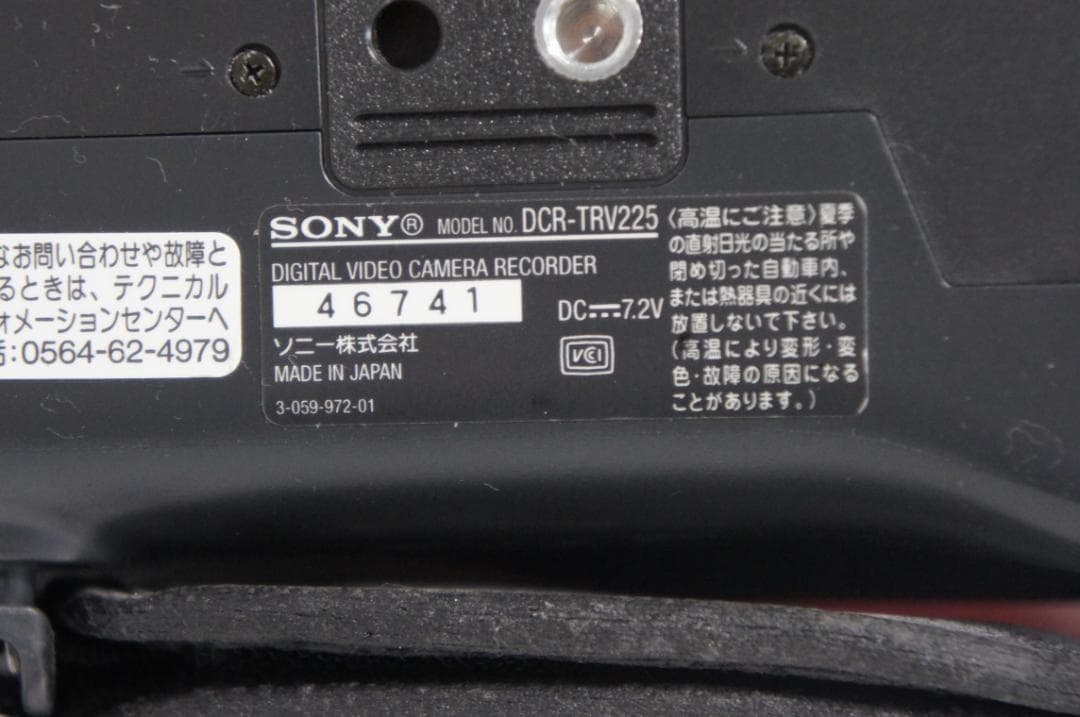 SONY® MODEL NO. DCR-TRV225
DIGITAL VIDEO CAMERA RECORDER
46741
DC 7.2V
ソニー株式会社
VCI
MADE IN JAPAN
3-059-972-01
〈高温にご注意〉夏季
の直射日光の当たる所や
閉め切った自動車内、
または熱器具の近くには
放置しないで下さい。
(高温により変形・変
色・故障の原因になる
ことがあります。)
なお問い合わせや故障と
るときは、テクニカル
ォメーションセンターへ
話:0564-62-4979